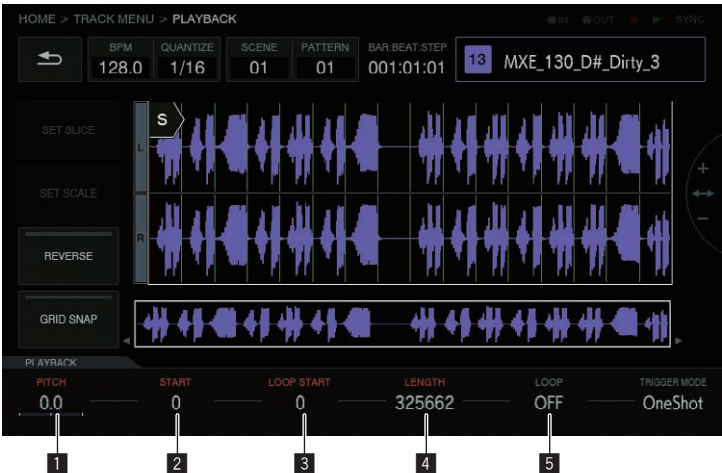 HOME > TRACK MENU > PLAYBACK
IN OUT SYNC
BPM QUANTIZE SCENE PATTERN BAR:BEAT:STEP
128.0 1/16 01 01 001:01:01 13 MXE_130_D#_Dirty_3
SET SLICE
S
L
SET SCALE
+
−
R
REVERSE
GRID SNAP
PLAYBACK
PITCH START LOOP START LENGTH LOOP TRIGGER MODE
0.0 0 0 325662 OFF OneShot
1 2 3 4 5